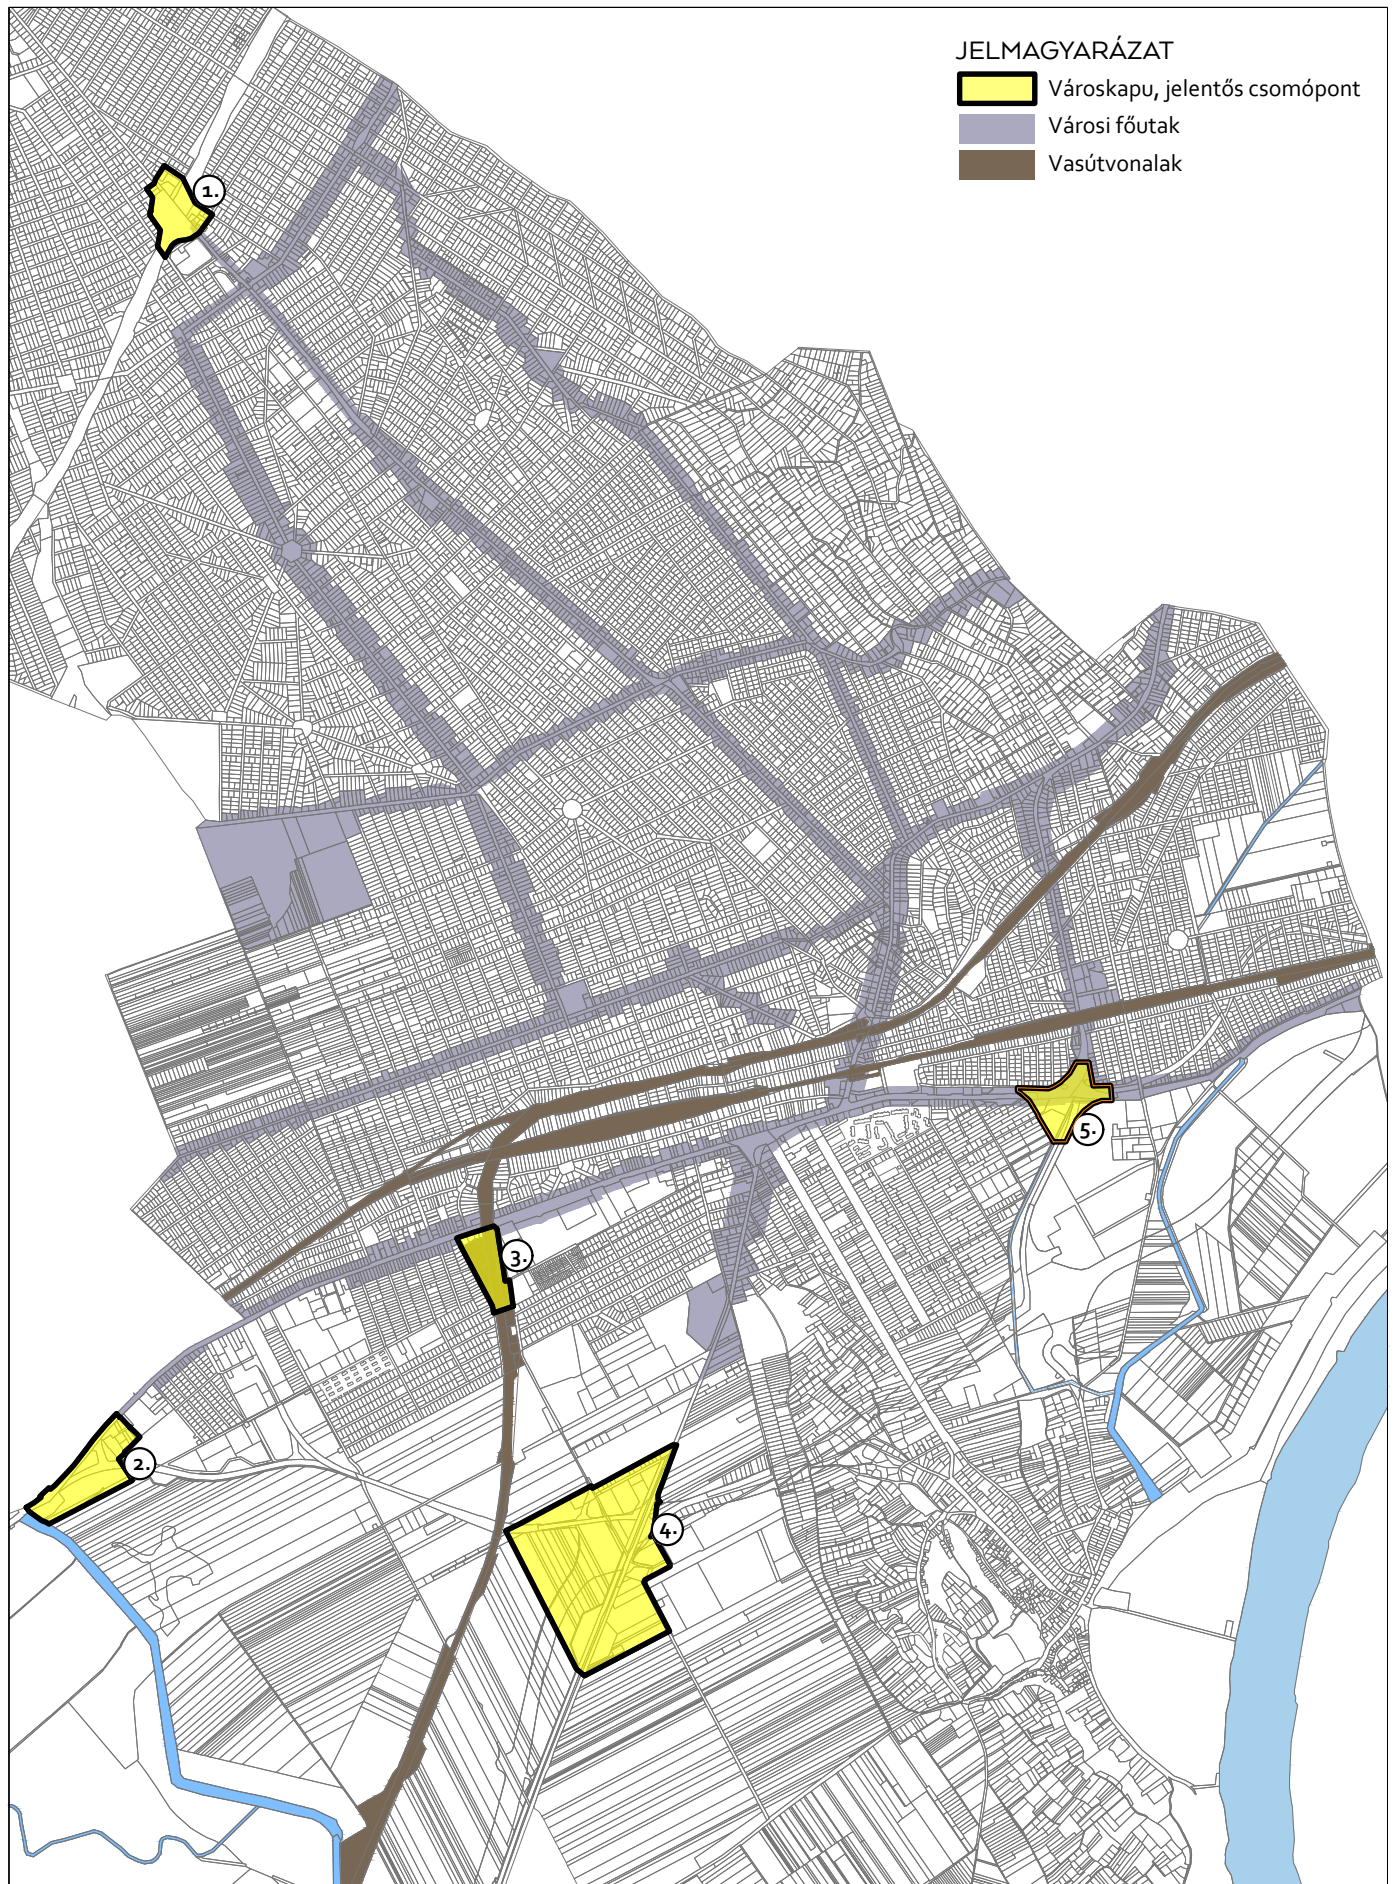 JELMAGYARÁZAT
Városkapu, jelentős csomópont
Városi főutak
Vasútvonalak
1.
2.
3.
4.
5.